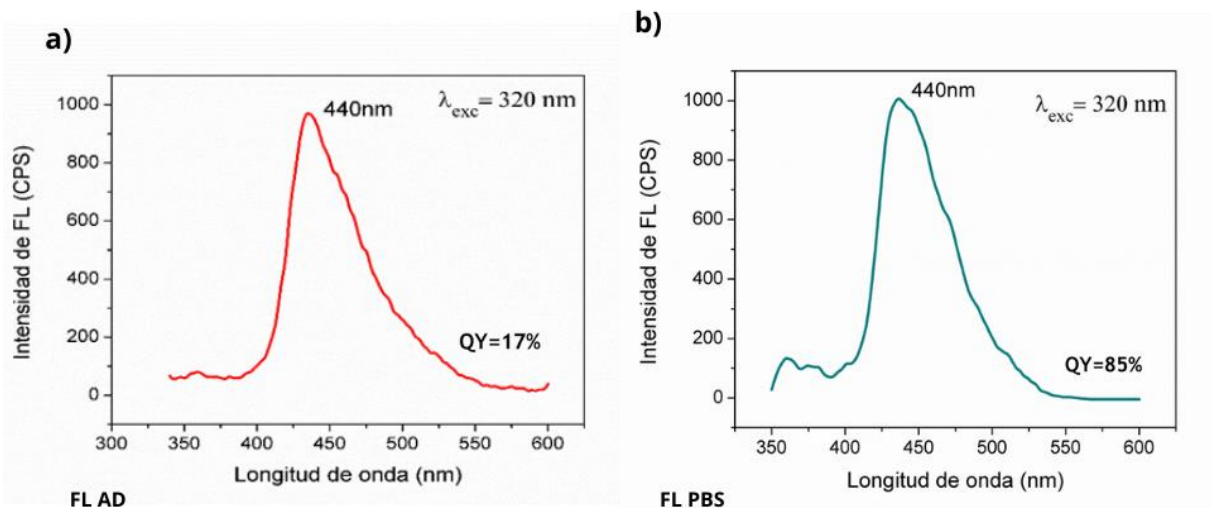 a)
440nm
λexc= 320 nm
Intensidad de FL (CPS)
1000
800
600
400
200
0
QY=17%
300 350 400 450 500 550 600
Longitud de onda (nm)
FL AD
b)
440nm
λexc= 320 nm
Intensidad de FL (CPS)
1000
800
600
400
200
0
QY=85%
350 400 450 500 550 600
Longitud de onda (nm)
FL PBS